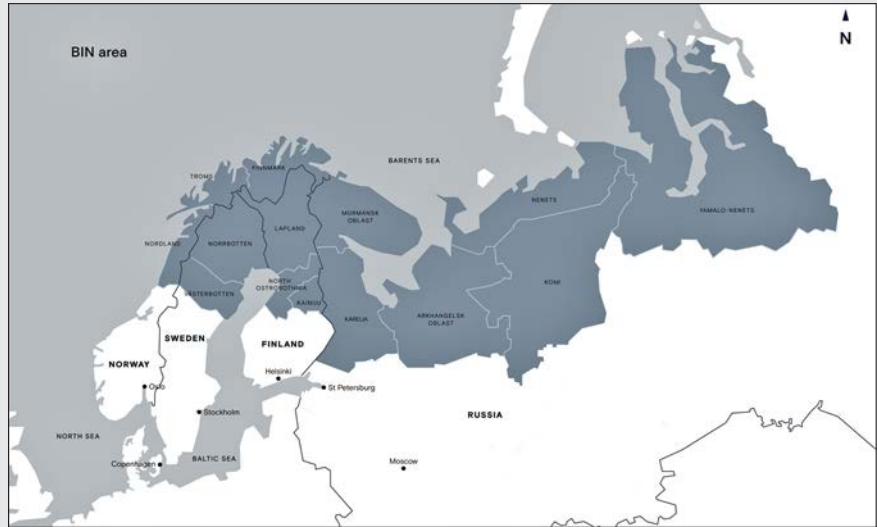 BIN area
N
BARENTS SEA
FINNMARK
TROMS
MURMANSK
OBLAST
NENETS
YAMALO-NENETS
LAPLAND
NORDLAND
NORRBOTTEN
KOMI
NORTH
OSTROBOTHNIA
VÄSTERBOTTEN
KAINUU
KARELIA
ARKHANGELSK
OBLAST
SWEDEN
FINLAND
NORWAY
Helsinki
Oslo
St Petersburg
Stockholm
RUSSIA
NORTH SEA
BALTIC SEA
Copenhagen
Moscow